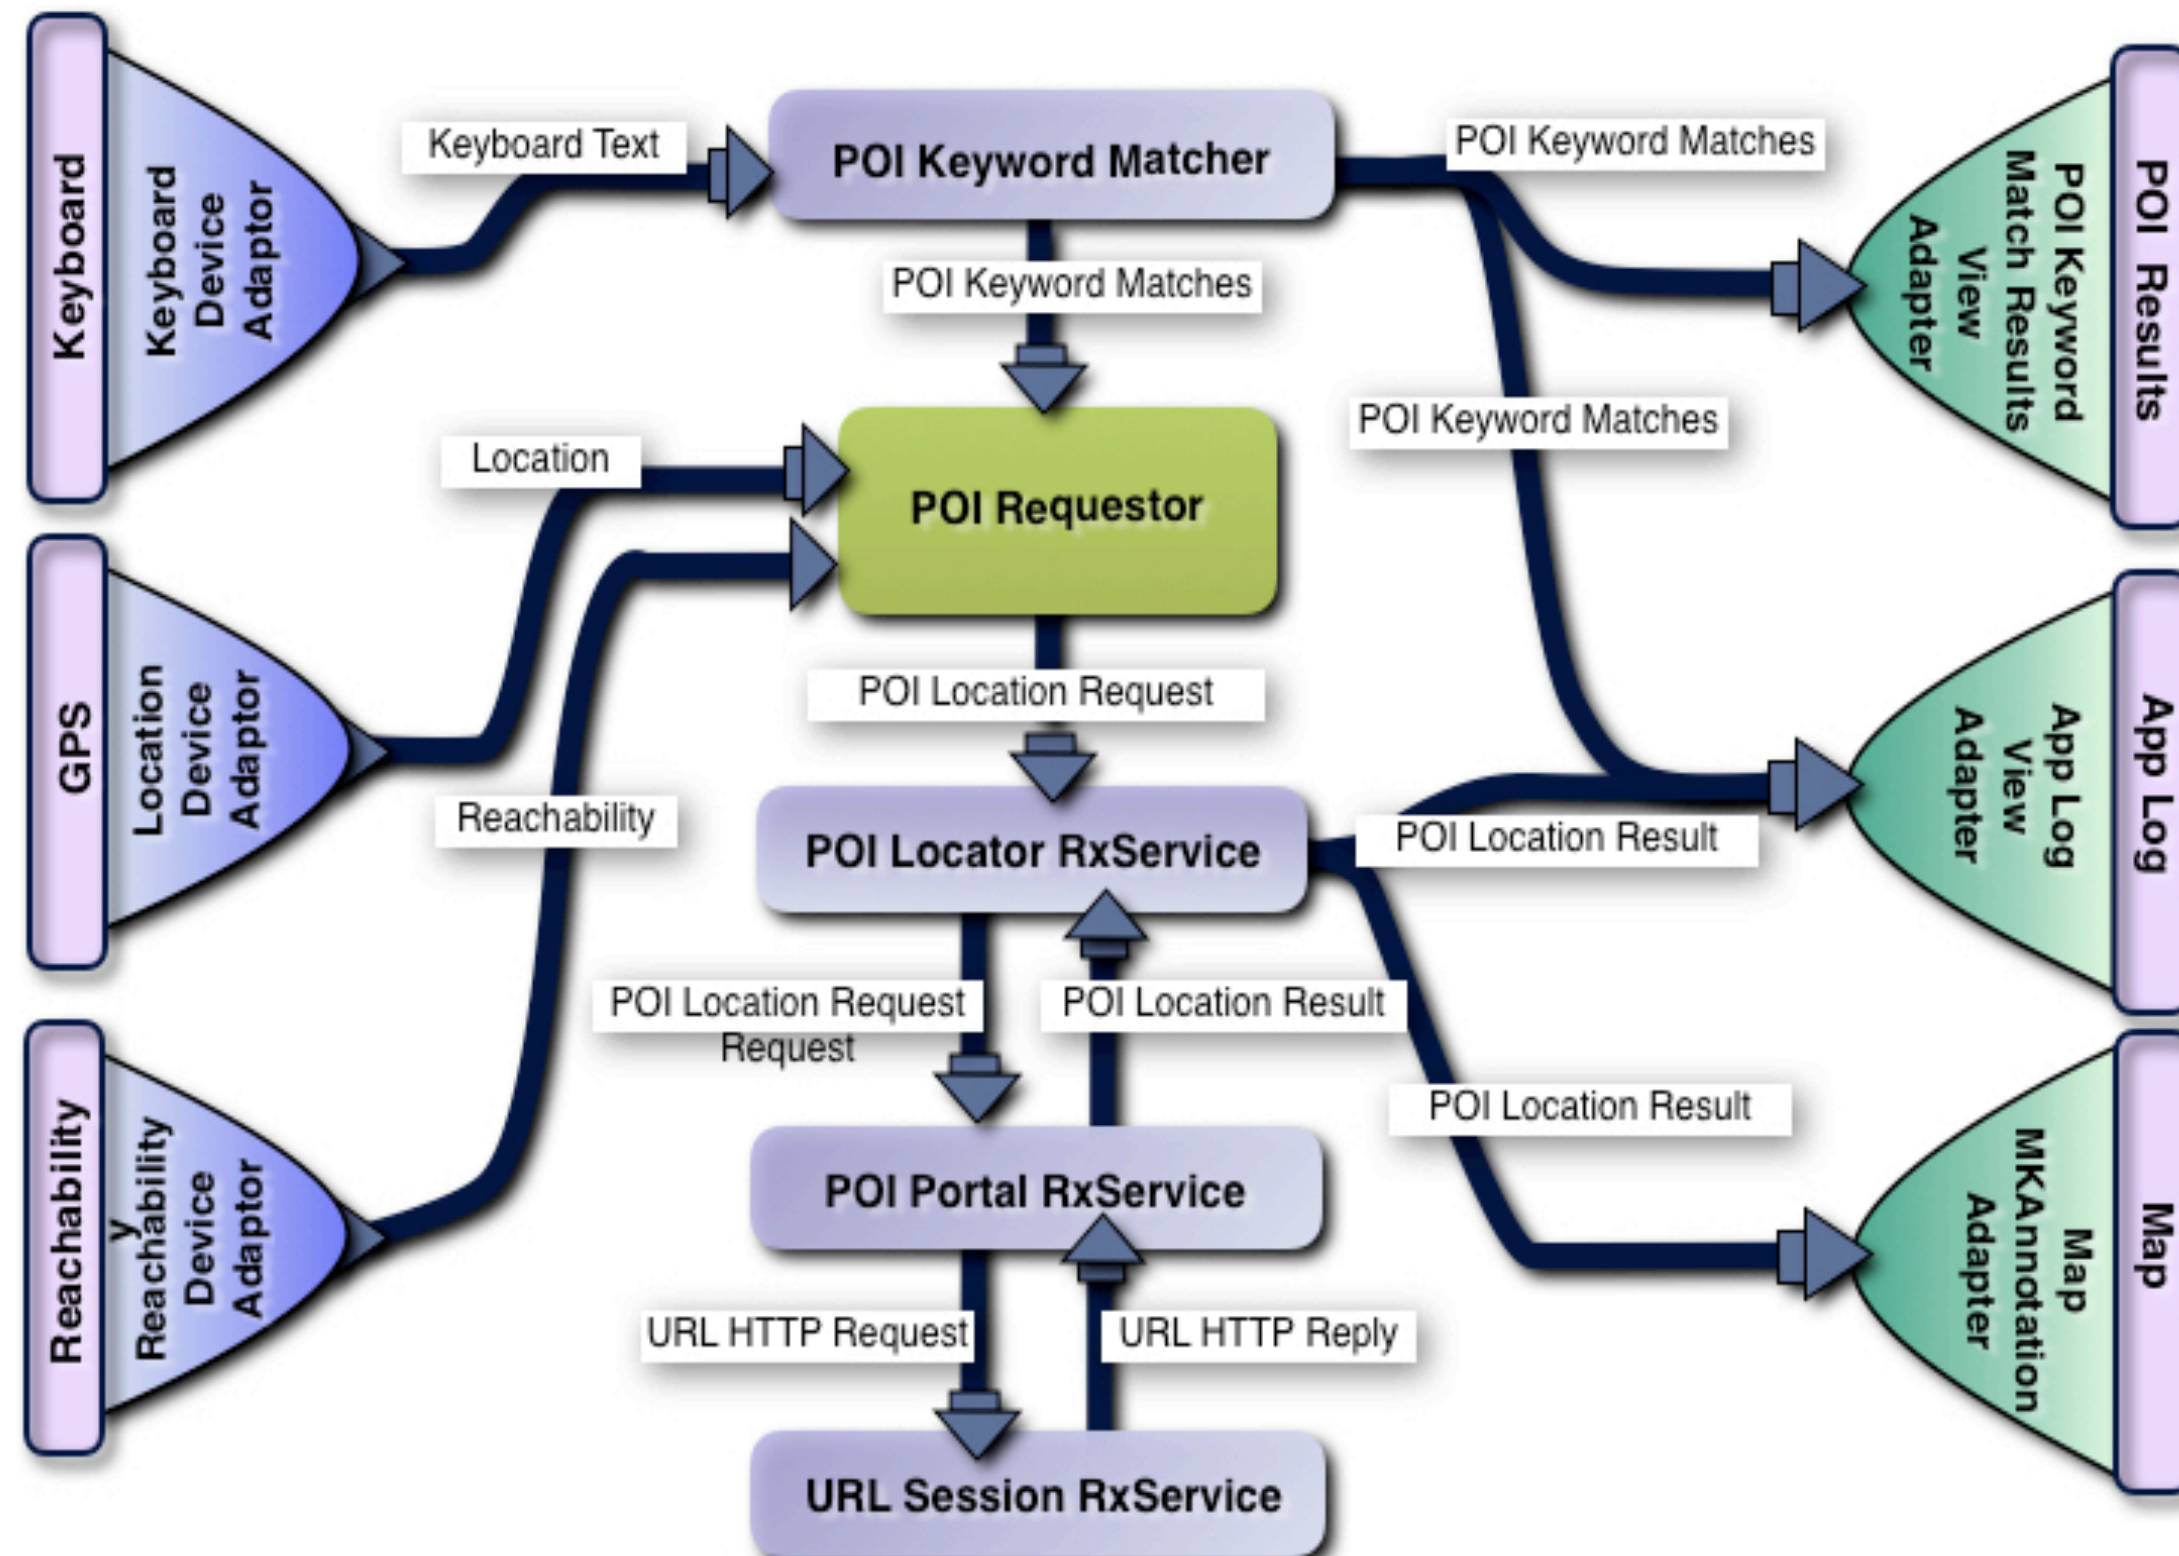 Keyboard
Keyboard
Device
Adaptor
Keyboard Text
POI Keyword Matcher
POI Keyword Matches
POI Keyword Matches
POI Keyword
Match Results
View
Adapter
POI Results
Location
POI Requestor
POI Keyword Matches
GPS
Location
Device
Adaptor
Reachability
POI Location Request
POI Locator RxService
POI Location Result
App Log
View
Adapter
App Log
POI Location Request
Request
POI Location Result
POI Location Result
Reachability
y
Reachability
Device
Adaptor
POI Portal RxService
Map
MKAnnotation
Adapter
Map
URL HTTP Request
URL HTTP Reply
URL Session RxService